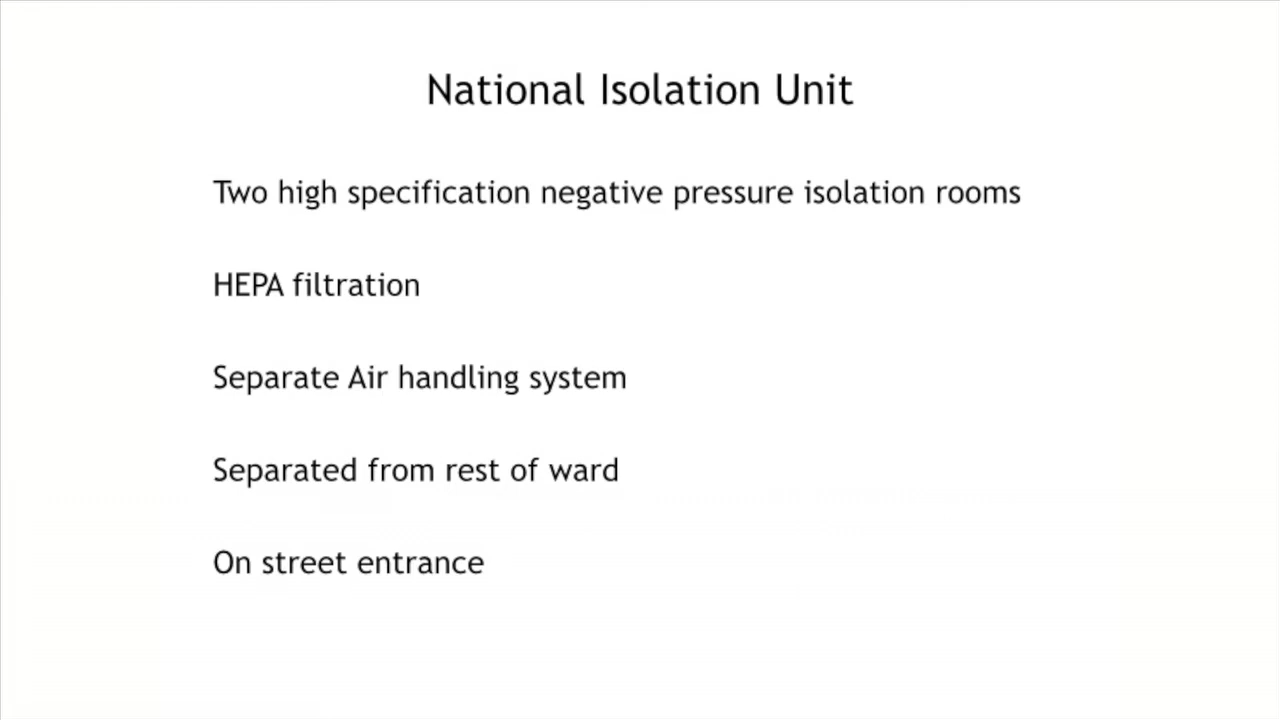 National Isolation Unit
Two high specification negative pressure isolation rooms
HEPA filtration
Separate Air handling system
Separated from rest of ward
On street entrance